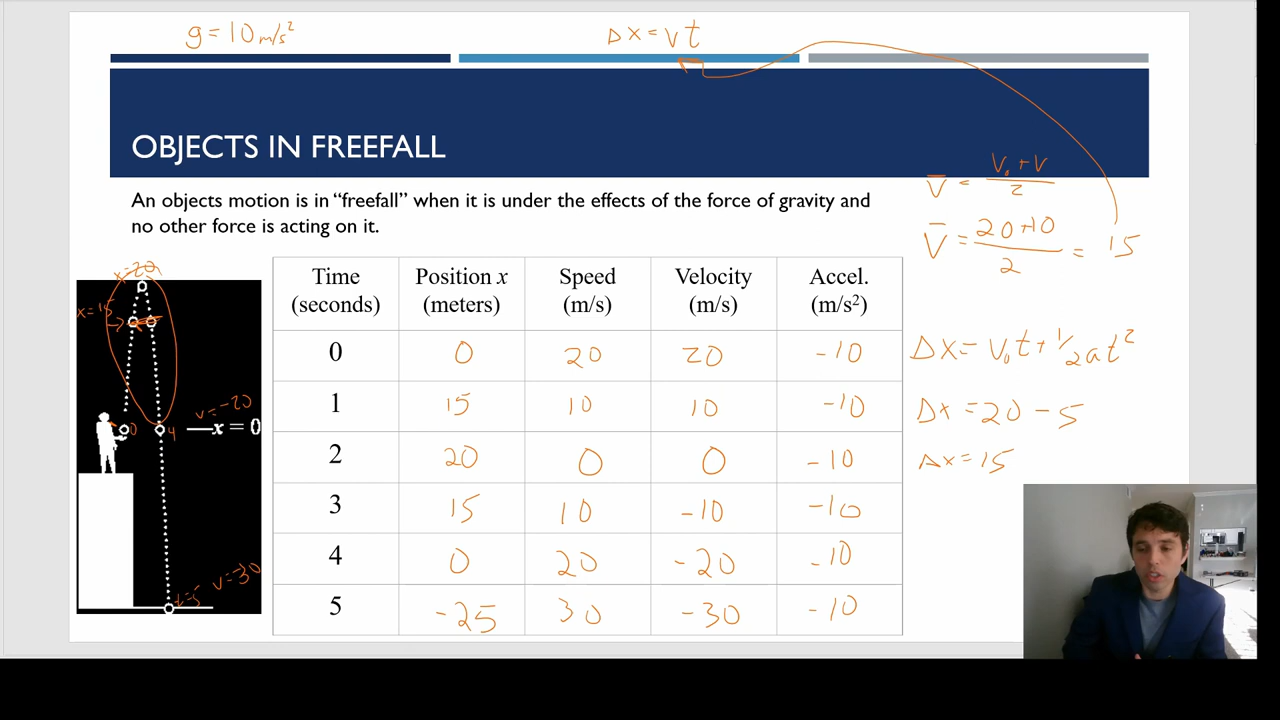 g = 10 m/s²
Δx = vt
OBJECTS IN FREEFALL
v̄ = (v₀ + v)/2
An objects motion is in “freefall” when it is under the effects of the force of gravity and
no other force is acting on it.
v̄ = (20+10)/2 = 15
x=20
x=15
v=-20
0
4
x = 0
t=5 v=-30
Time (seconds) Position x (meters) Speed (m/s) Velocity (m/s) Accel. (m/s²)
0 0 20 20 -10
1 15 10 10 -10
2 20 0 0 -10
3 15 10 -10 -10
4 0 20 -20 -10
5 -25 30 -30 -10
Δx = v₀t + ½at²
Δx = 20 - 5
Δx = 15